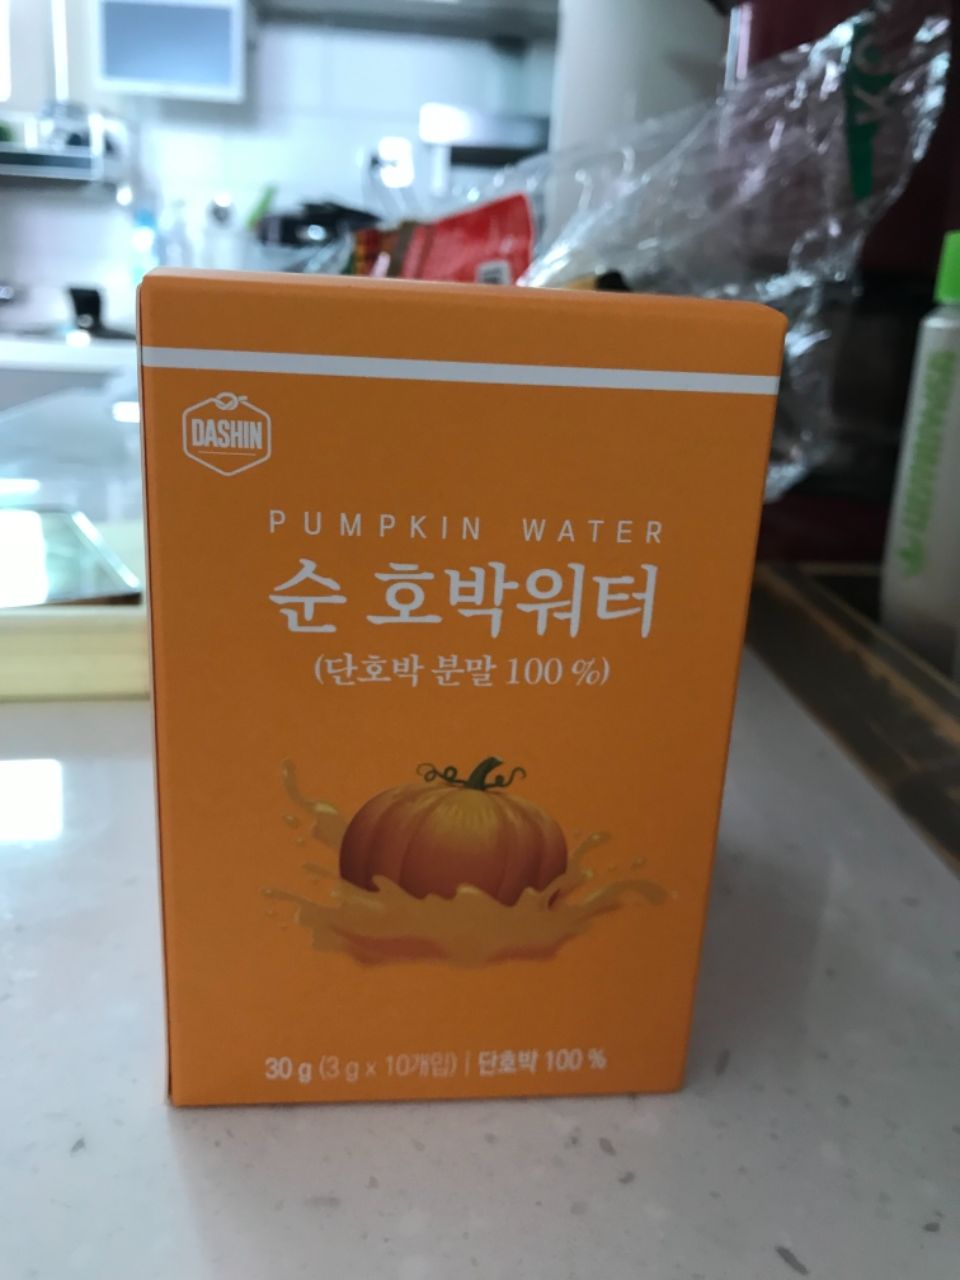 DASHIN
PUMPKIN WATER
순 호박워터
(단호박 분말 100 %)
30 g (3 g x 10개입) | 단호박 100 %